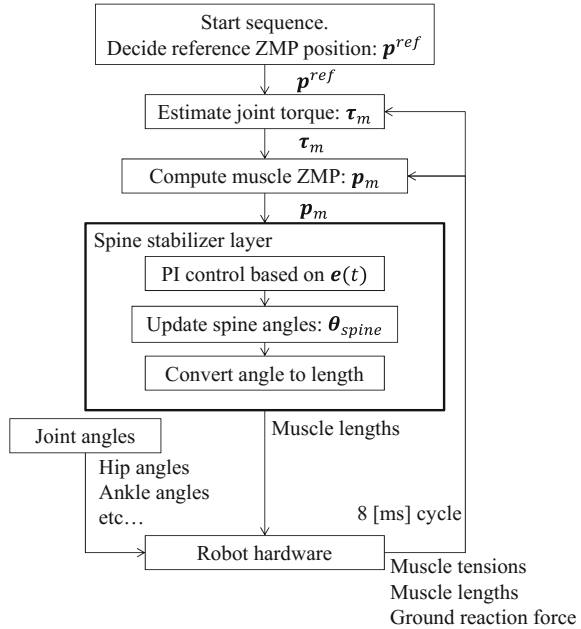 Start sequence.
Decide reference ZMP position: 𝒑^{𝑟𝑒𝑓}
𝒑^{𝑟𝑒𝑓}
Estimate joint torque: 𝝉_𝑚
𝝉_𝑚
Compute muscle ZMP: 𝒑_𝑚
𝒑_𝑚
Spine stabilizer layer
PI control based on 𝒆(𝑡)
Update spine angles: 𝜽_{𝑠𝑝𝑖𝑛𝑒}
Convert angle to length
Muscle lengths
Joint angles
Hip angles
Ankle angles
etc…
8 [ms] cycle
Robot hardware
Muscle tensions
Muscle lengths
Ground reaction force